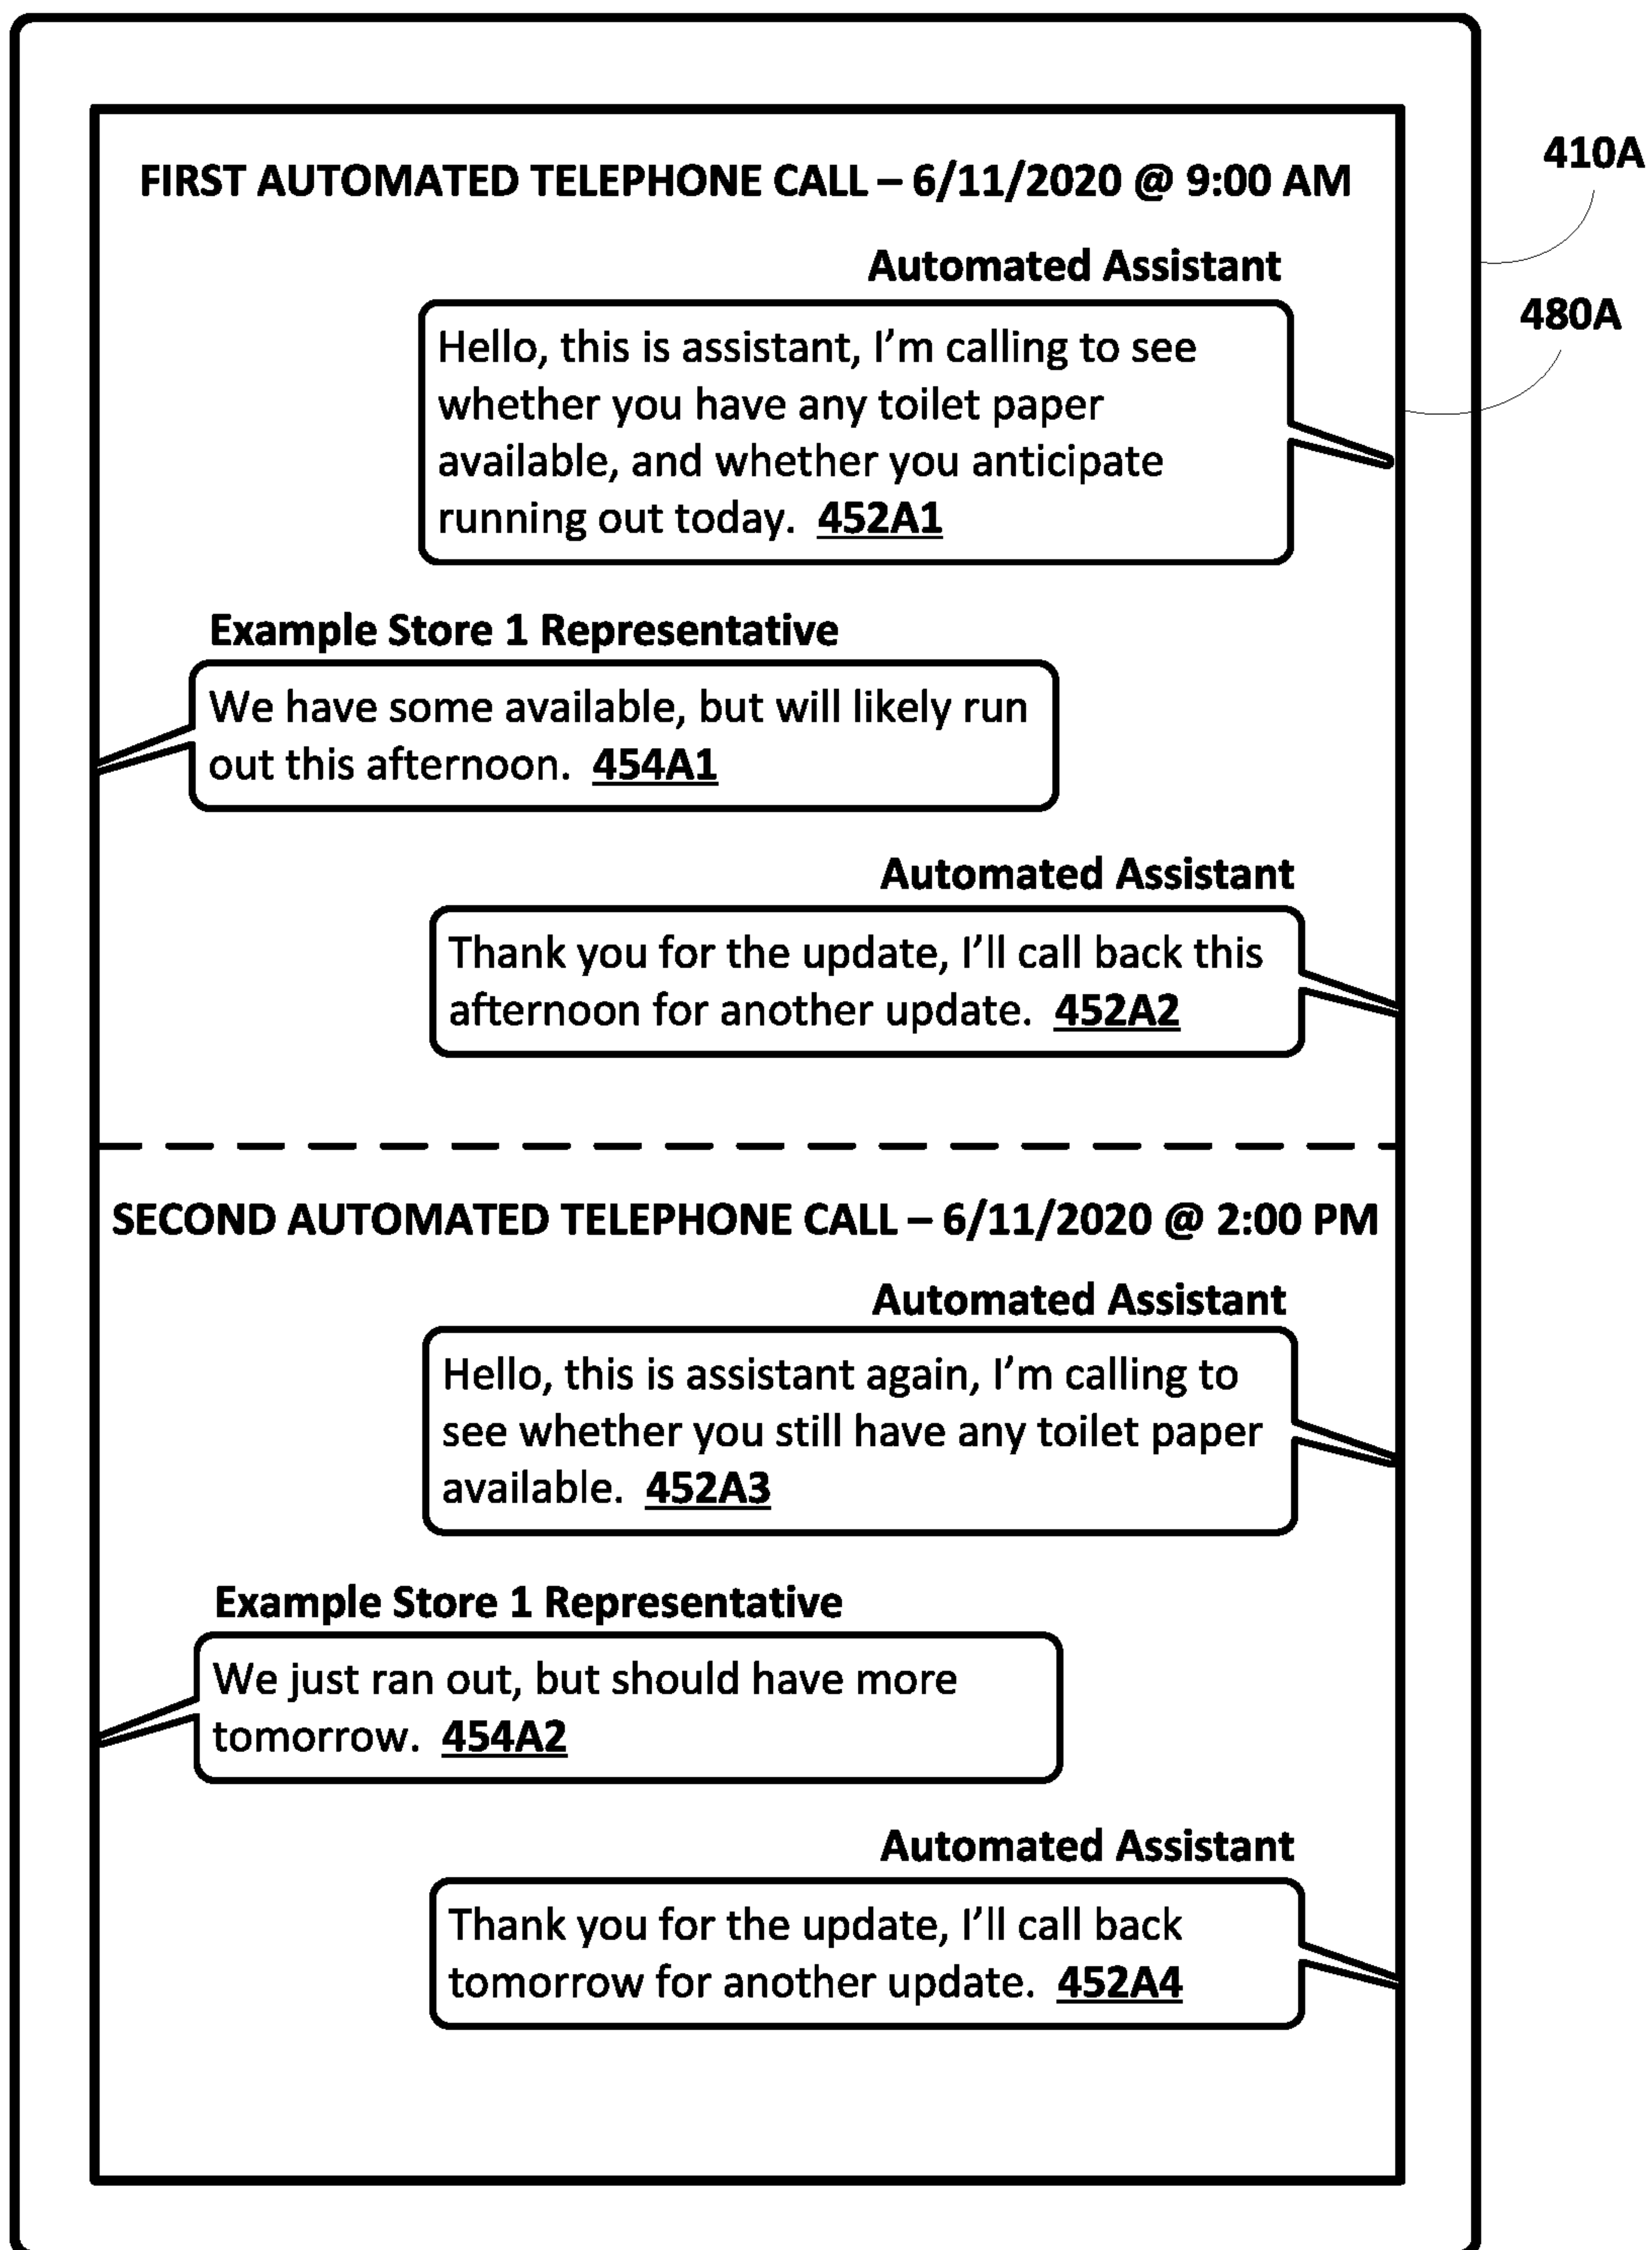 FIRST AUTOMATED TELEPHONE CALL – 6/11/2020 @ 9:00 AM
410A
Automated Assistant
480A
Hello, this is assistant, I'm calling to see
whether you have any toilet paper
available, and whether you anticipate
running out today. 452A1
Example Store 1 Representative
We have some available, but will likely run
out this afternoon. 454A1
Automated Assistant
Thank you for the update, I'll call back this
afternoon for another update. 452A2
SECOND AUTOMATED TELEPHONE CALL – 6/11/2020 @ 2:00 PM
Automated Assistant
Hello, this is assistant again, I'm calling to
see whether you still have any toilet paper
available. 452A3
Example Store 1 Representative
We just ran out, but should have more
tomorrow. 454A2
Automated Assistant
Thank you for the update, I'll call back
tomorrow for another update. 452A4